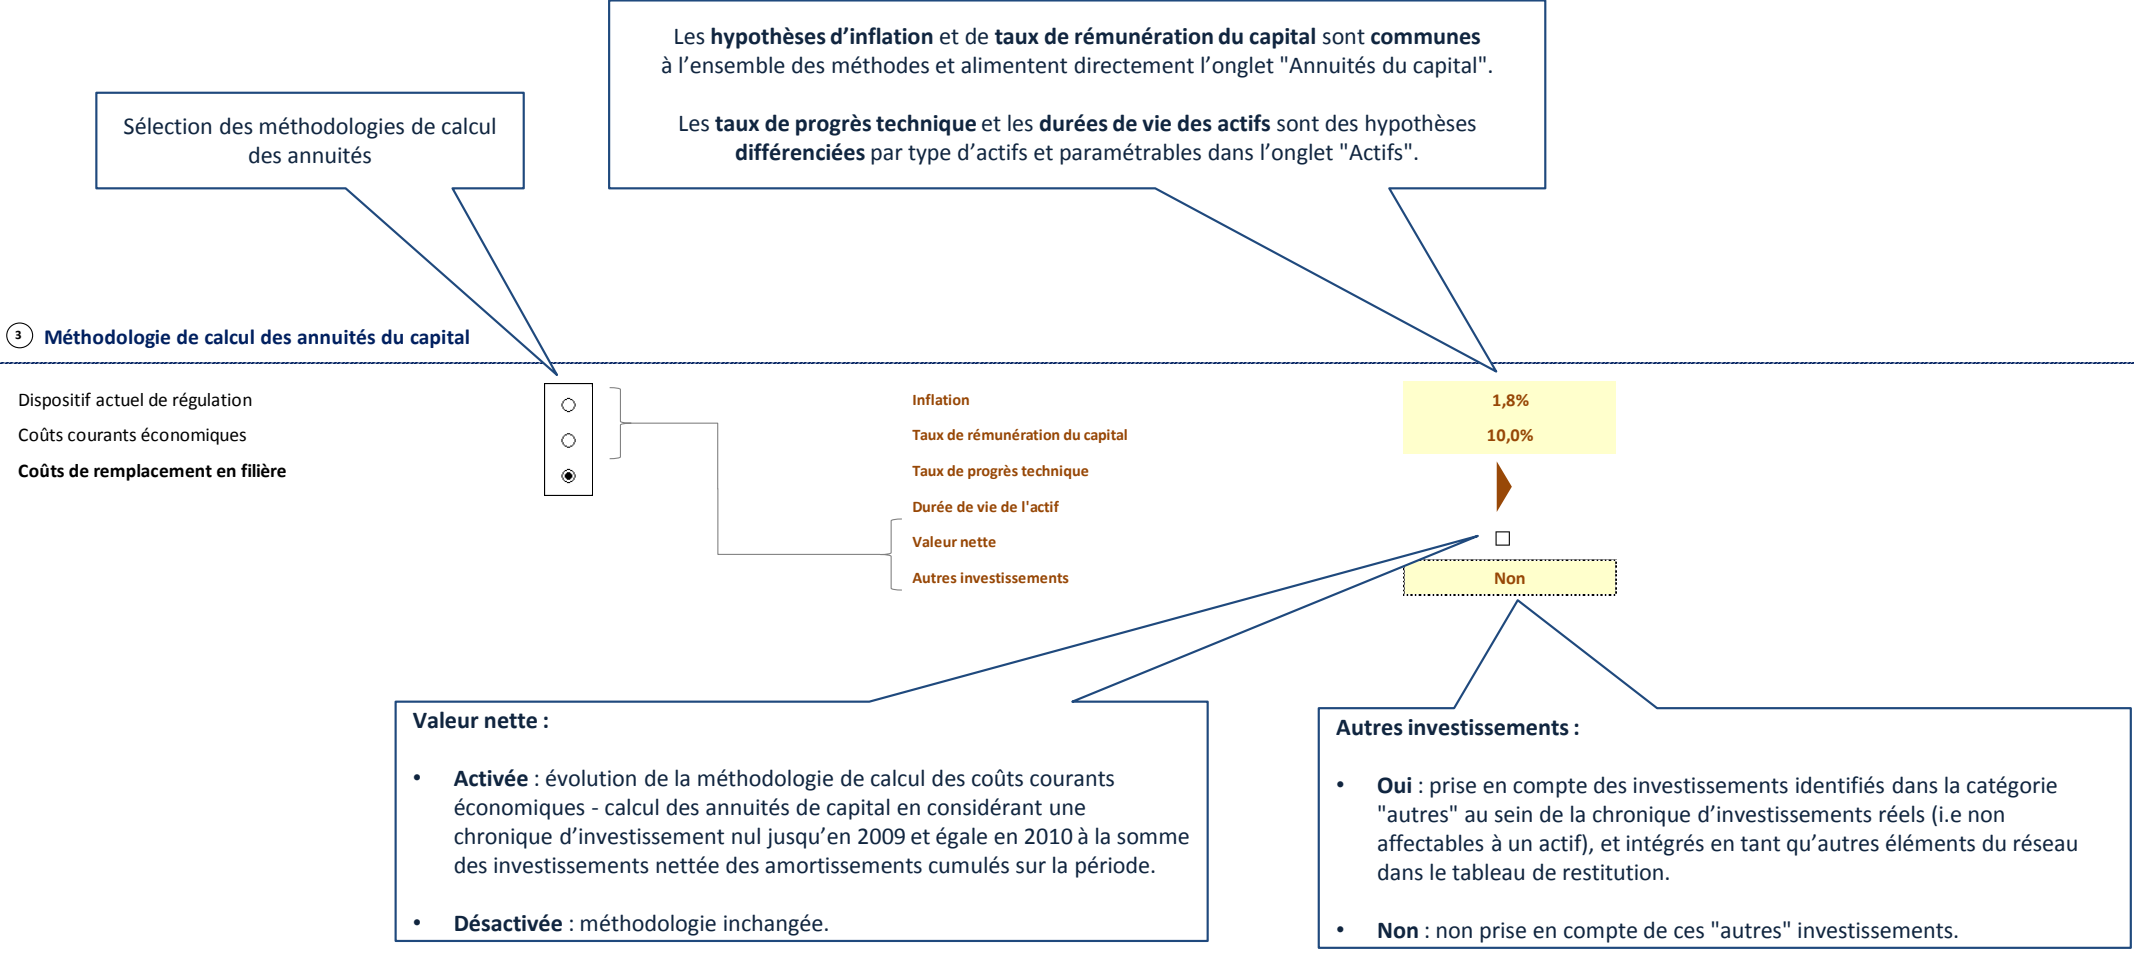 Les hypothèses d’inflation et de taux de rémunération du capital sont communes
à l’ensemble des méthodes et alimentent directement l’onglet "Annuités du capital".
Les taux de progrès technique et les durées de vie des actifs sont des hypothèses
différenciées par type d’actifs et paramétrables dans l’onglet "Actifs".
Sélection des méthodologies de calcul
des annuités
3 Méthodologie de calcul des annuités du capital
Dispositif actuel de régulation
Coûts courants économiques
Coûts de remplacement en filière
Inflation 1,8%
Taux de rémunération du capital 10,0%
Taux de progrès technique
Durée de vie de l'actif
Valeur nette
Autres investissements Non
Valeur nette :
• Activée : évolution de la méthodologie de calcul des coûts courants
économiques - calcul des annuités de capital en considérant une
chronique d’investissement nul jusqu’en 2009 et égale en 2010 à la somme
des investissements nettée des amortissements cumulés sur la période.
• Désactivée : méthodologie inchangée.
Autres investissements :
• Oui : prise en compte des investissements identifiés dans la catégorie
"autres" au sein de la chronique d’investissements réels (i.e non
affectables à un actif), et intégrés en tant qu’autres éléments du réseau
dans le tableau de restitution.
• Non : non prise en compte de ces "autres" investissements.